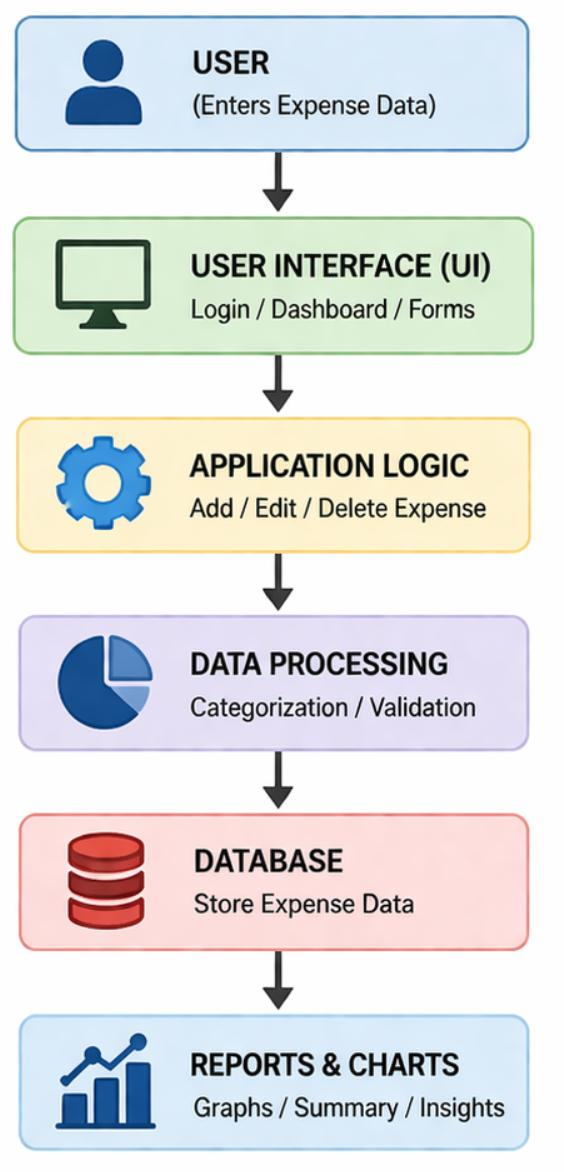 USER
(Enters Expense Data)
USER INTERFACE (UI)
Login / Dashboard / Forms
APPLICATION LOGIC
Add / Edit / Delete Expense
DATA PROCESSING
Categorization / Validation
DATABASE
Store Expense Data
REPORTS & CHARTS
Graphs / Summary / Insights